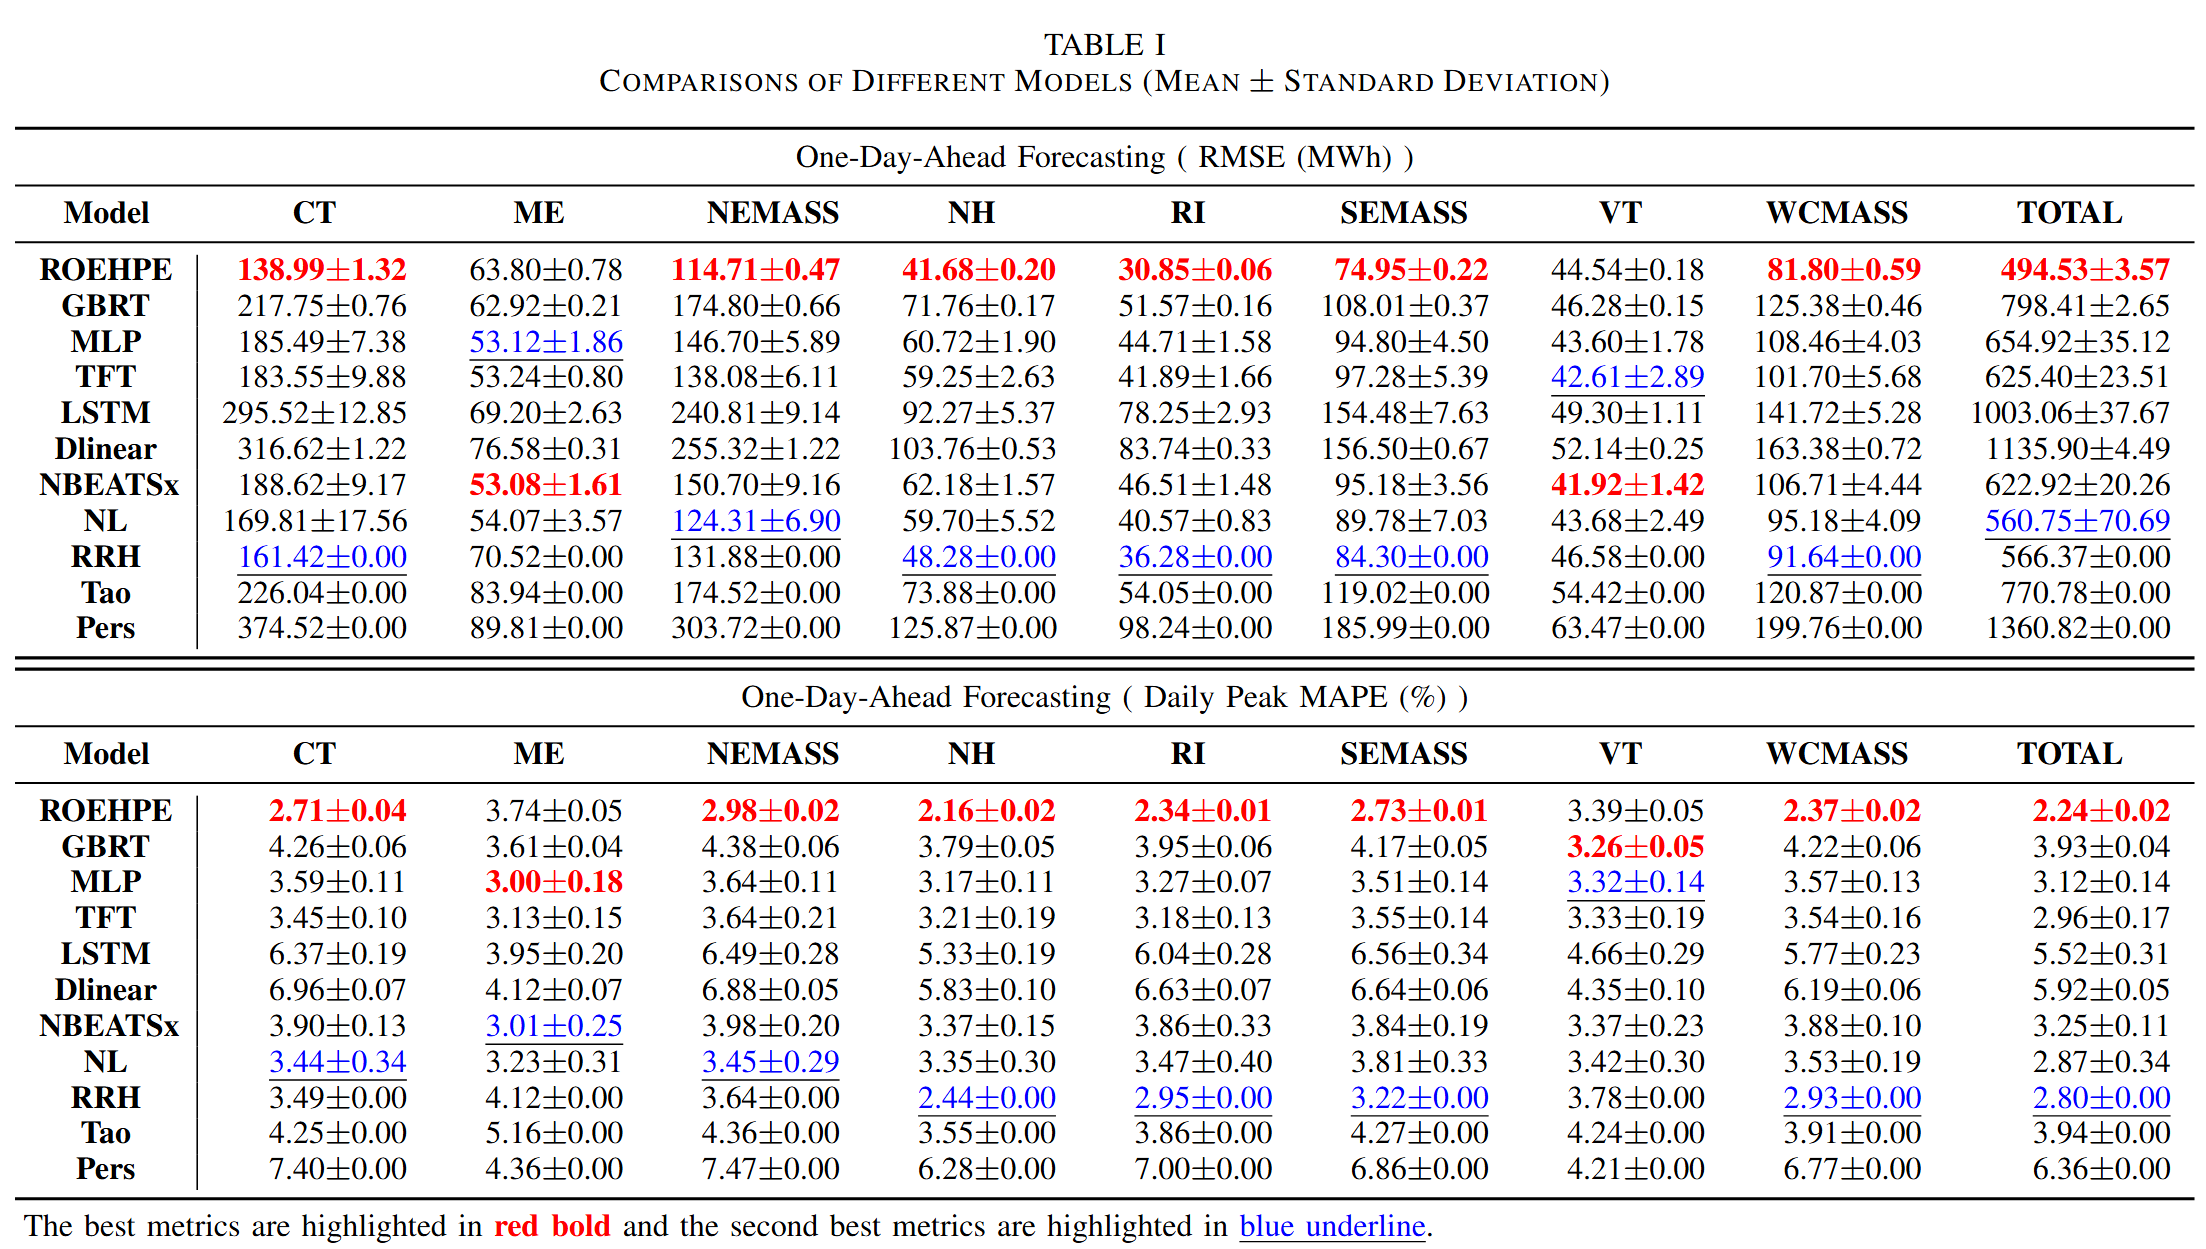 TABLE I
COMPARISONS OF DIFFERENT MODELS (MEAN ± STANDARD DEVIATION)
One-Day-Ahead Forecasting ( RMSE (MWh) )
Model CT ME NEMASS NH RI SEMASS VT WCMASS TOTAL
ROEHPE 138.99±1.32 63.80±0.78 114.71±0.47 41.68±0.20 30.85±0.06 74.95±0.22 44.54±0.18 81.80±0.59 494.53±3.57
GBRT 217.75±0.76 62.92±0.21 174.80±0.66 71.76±0.17 51.57±0.16 108.01±0.37 46.28±0.15 125.38±0.46 798.41±2.65
MLP 185.49±7.38 53.12±1.86 146.70±5.89 60.72±1.90 44.71±1.58 94.80±4.50 43.60±1.78 108.46±4.03 654.92±35.12
TFT 183.55±9.88 53.24±0.80 138.08±6.11 59.25±2.63 41.89±1.66 97.28±5.39 42.61±2.89 101.70±5.68 625.40±23.51
LSTM 295.52±12.85 69.20±2.63 240.81±9.14 92.27±5.37 78.25±2.93 154.48±7.63 49.30±1.11 141.72±5.28 1003.06±37.67
Dlinear 316.62±1.22 76.58±0.31 255.32±1.22 103.76±0.53 83.74±0.33 156.50±0.67 52.14±0.25 163.38±0.72 1135.90±4.49
NBEATSx 188.62±9.17 53.08±1.61 150.70±9.16 62.18±1.57 46.51±1.48 95.18±3.56 41.92±1.42 106.71±4.44 622.92±20.26
NL 169.81±17.56 54.07±3.57 124.31±6.90 59.70±5.52 40.57±0.83 89.78±7.03 43.68±2.49 95.18±4.09 560.75±70.69
RRH 161.42±0.00 70.52±0.00 131.88±0.00 48.28±0.00 36.28±0.00 84.30±0.00 46.58±0.00 91.64±0.00 566.37±0.00
Tao 226.04±0.00 83.94±0.00 174.52±0.00 73.88±0.00 54.05±0.00 119.02±0.00 54.42±0.00 120.87±0.00 770.78±0.00
Pers 374.52±0.00 89.81±0.00 303.72±0.00 125.87±0.00 98.24±0.00 185.99±0.00 63.47±0.00 199.76±0.00 1360.82±0.00
One-Day-Ahead Forecasting ( Daily Peak MAPE (%) )
Model CT ME NEMASS NH RI SEMASS VT WCMASS TOTAL
ROEHPE 2.71±0.04 3.74±0.05 2.98±0.02 2.16±0.02 2.34±0.01 2.73±0.01 3.39±0.05 2.37±0.02 2.24±0.02
GBRT 4.26±0.06 3.61±0.04 4.38±0.06 3.79±0.05 3.95±0.06 4.17±0.05 3.26±0.05 4.22±0.06 3.93±0.04
MLP 3.59±0.11 3.00±0.18 3.64±0.11 3.17±0.11 3.27±0.07 3.51±0.14 3.32±0.14 3.57±0.13 3.12±0.14
TFT 3.45±0.10 3.13±0.15 3.64±0.21 3.21±0.19 3.18±0.13 3.55±0.14 3.33±0.19 3.54±0.16 2.96±0.17
LSTM 6.37±0.19 3.95±0.20 6.49±0.28 5.33±0.19 6.04±0.28 6.56±0.34 4.66±0.29 5.77±0.23 5.52±0.31
Dlinear 6.96±0.07 4.12±0.07 6.88±0.05 5.83±0.10 6.63±0.07 6.64±0.06 4.35±0.10 6.19±0.06 5.92±0.05
NBEATSx 3.90±0.13 3.01±0.25 3.98±0.20 3.37±0.15 3.86±0.33 3.84±0.19 3.37±0.23 3.88±0.10 3.25±0.11
NL 3.44±0.34 3.23±0.31 3.45±0.29 3.35±0.30 3.47±0.40 3.81±0.33 3.42±0.30 3.53±0.19 2.87±0.34
RRH 3.49±0.00 4.12±0.00 3.64±0.00 2.44±0.00 2.95±0.00 3.22±0.00 3.78±0.00 2.93±0.00 2.80±0.00
Tao 4.25±0.00 5.16±0.00 4.36±0.00 3.55±0.00 3.86±0.00 4.27±0.00 4.24±0.00 3.91±0.00 3.94±0.00
Pers 7.40±0.00 4.36±0.00 7.47±0.00 6.28±0.00 7.00±0.00 6.86±0.00 4.21±0.00 6.77±0.00 6.36±0.00
The best metrics are highlighted in red bold and the second best metrics are highlighted in blue underline.